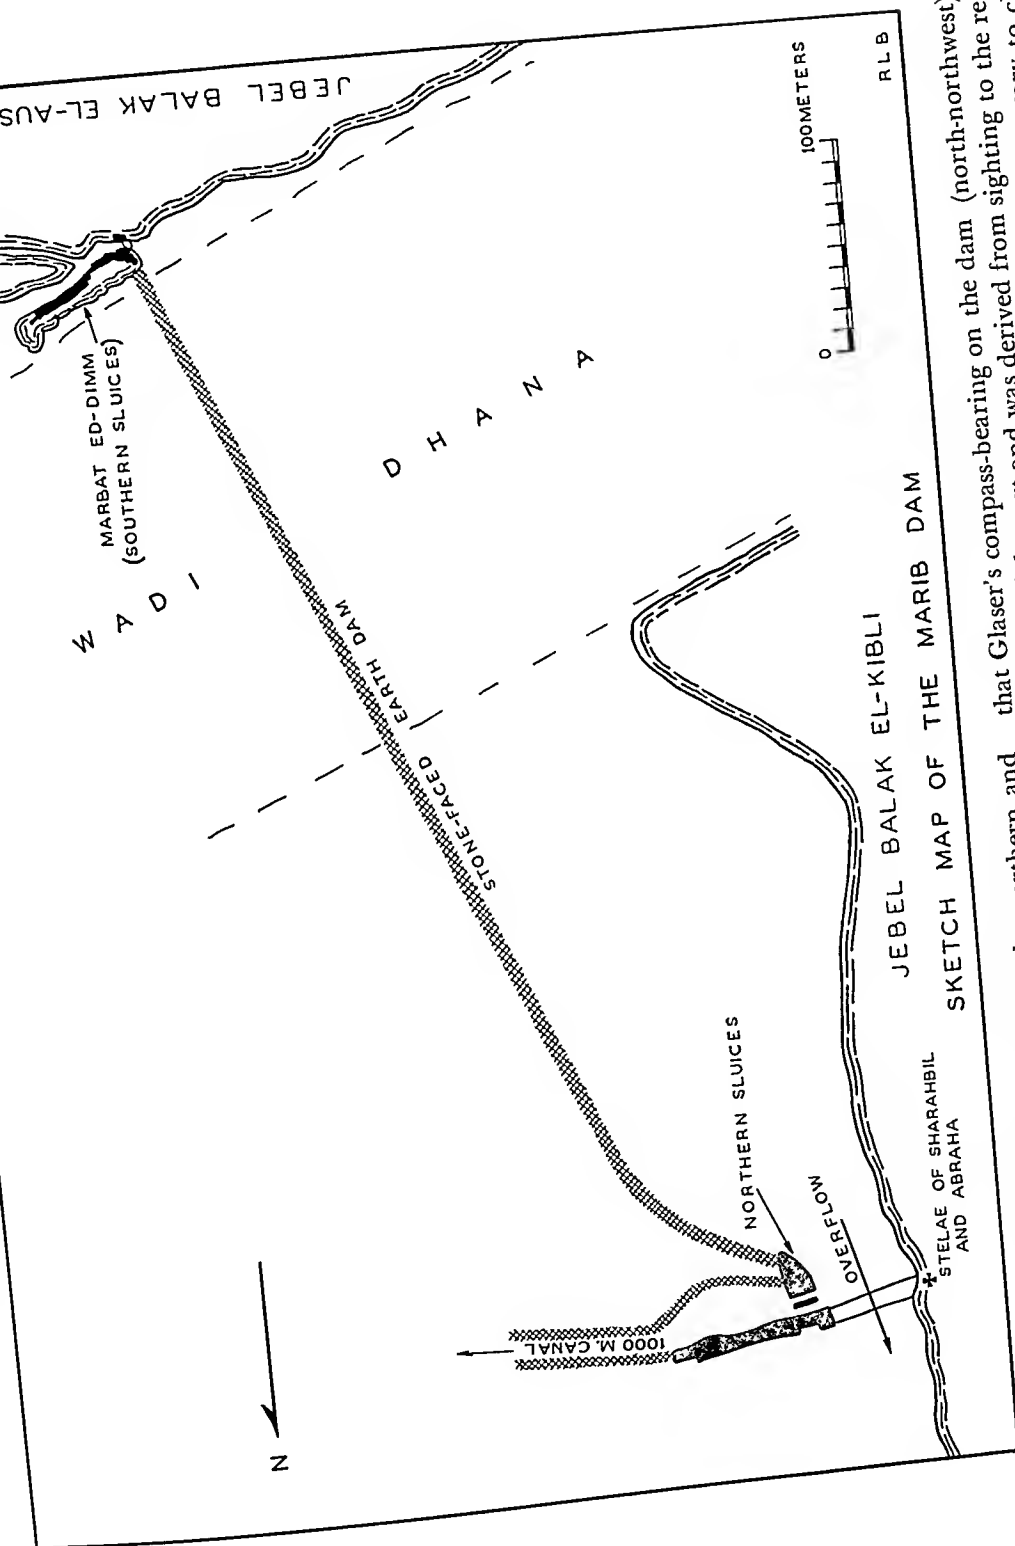 JEBEL BALAK EL-AUS
MARBAT ED-DIMM
(SOUTHERN SLUICES)
WADI
DHANA
STONE-FACED EARTH DAM
0
100 METERS
RLB
NORTHERN SLUICES
OVERFLOW
1000 M. CANAL
N
STELAE OF SHARAHBIL
AND ABRAHA
JEBEL BALAK EL-KIBLI
SKETCH MAP OF THE MARIB DAM
that Glaser's compass-bearing on the dam (north-northwest)
and was derived from sighting to the re